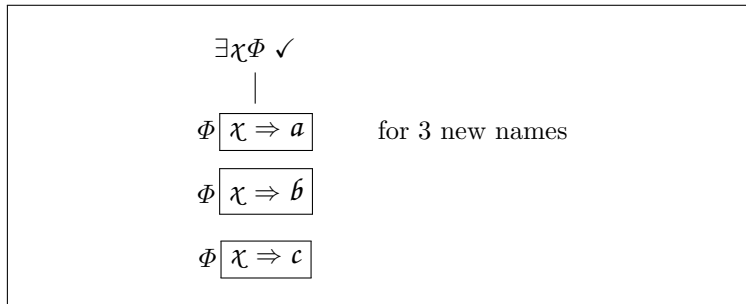 ∃χΦ ✓
Φ χ ⇒ a for 3 new names
Φ χ ⇒ b
Φ χ ⇒ c